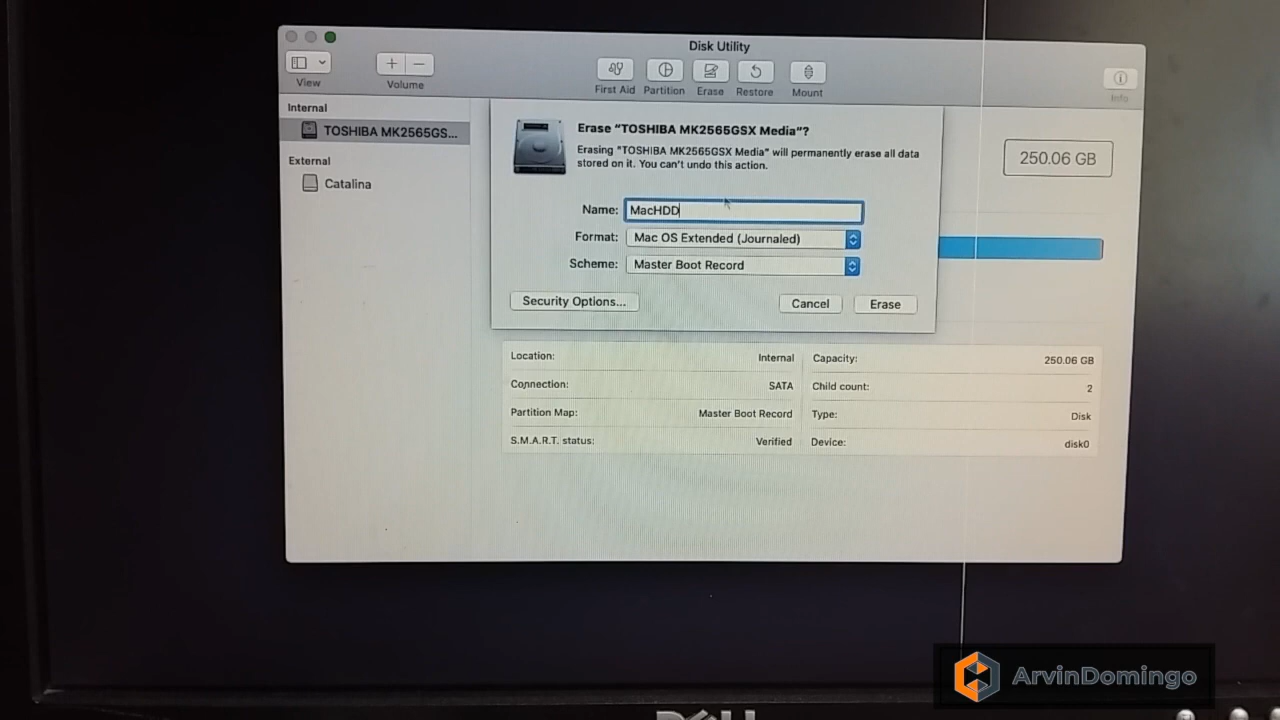 Disk Utility
View
Volume
First Aid
Partition
Erase
Restore
Mount
Info
Internal
TOSHIBA MK2565GS...
External
Catalina
Erase “TOSHIBA MK2565GSX Media”?
Erasing “TOSHIBA MK2565GSX Media” will permanently erase all data
stored on it. You can’t undo this action.
250.06 GB
Name: MacHDD
Format: Mac OS Extended (Journaled)
Scheme: Master Boot Record
Security Options...
Cancel
Erase
Location: Internal
Capacity: 250.06 GB
Connection: SATA
Child count: 2
Partition Map: Master Boot Record
Type: Disk
S.M.A.R.T. status: Verified
Device: disk0
ArvinDomingo
DELL